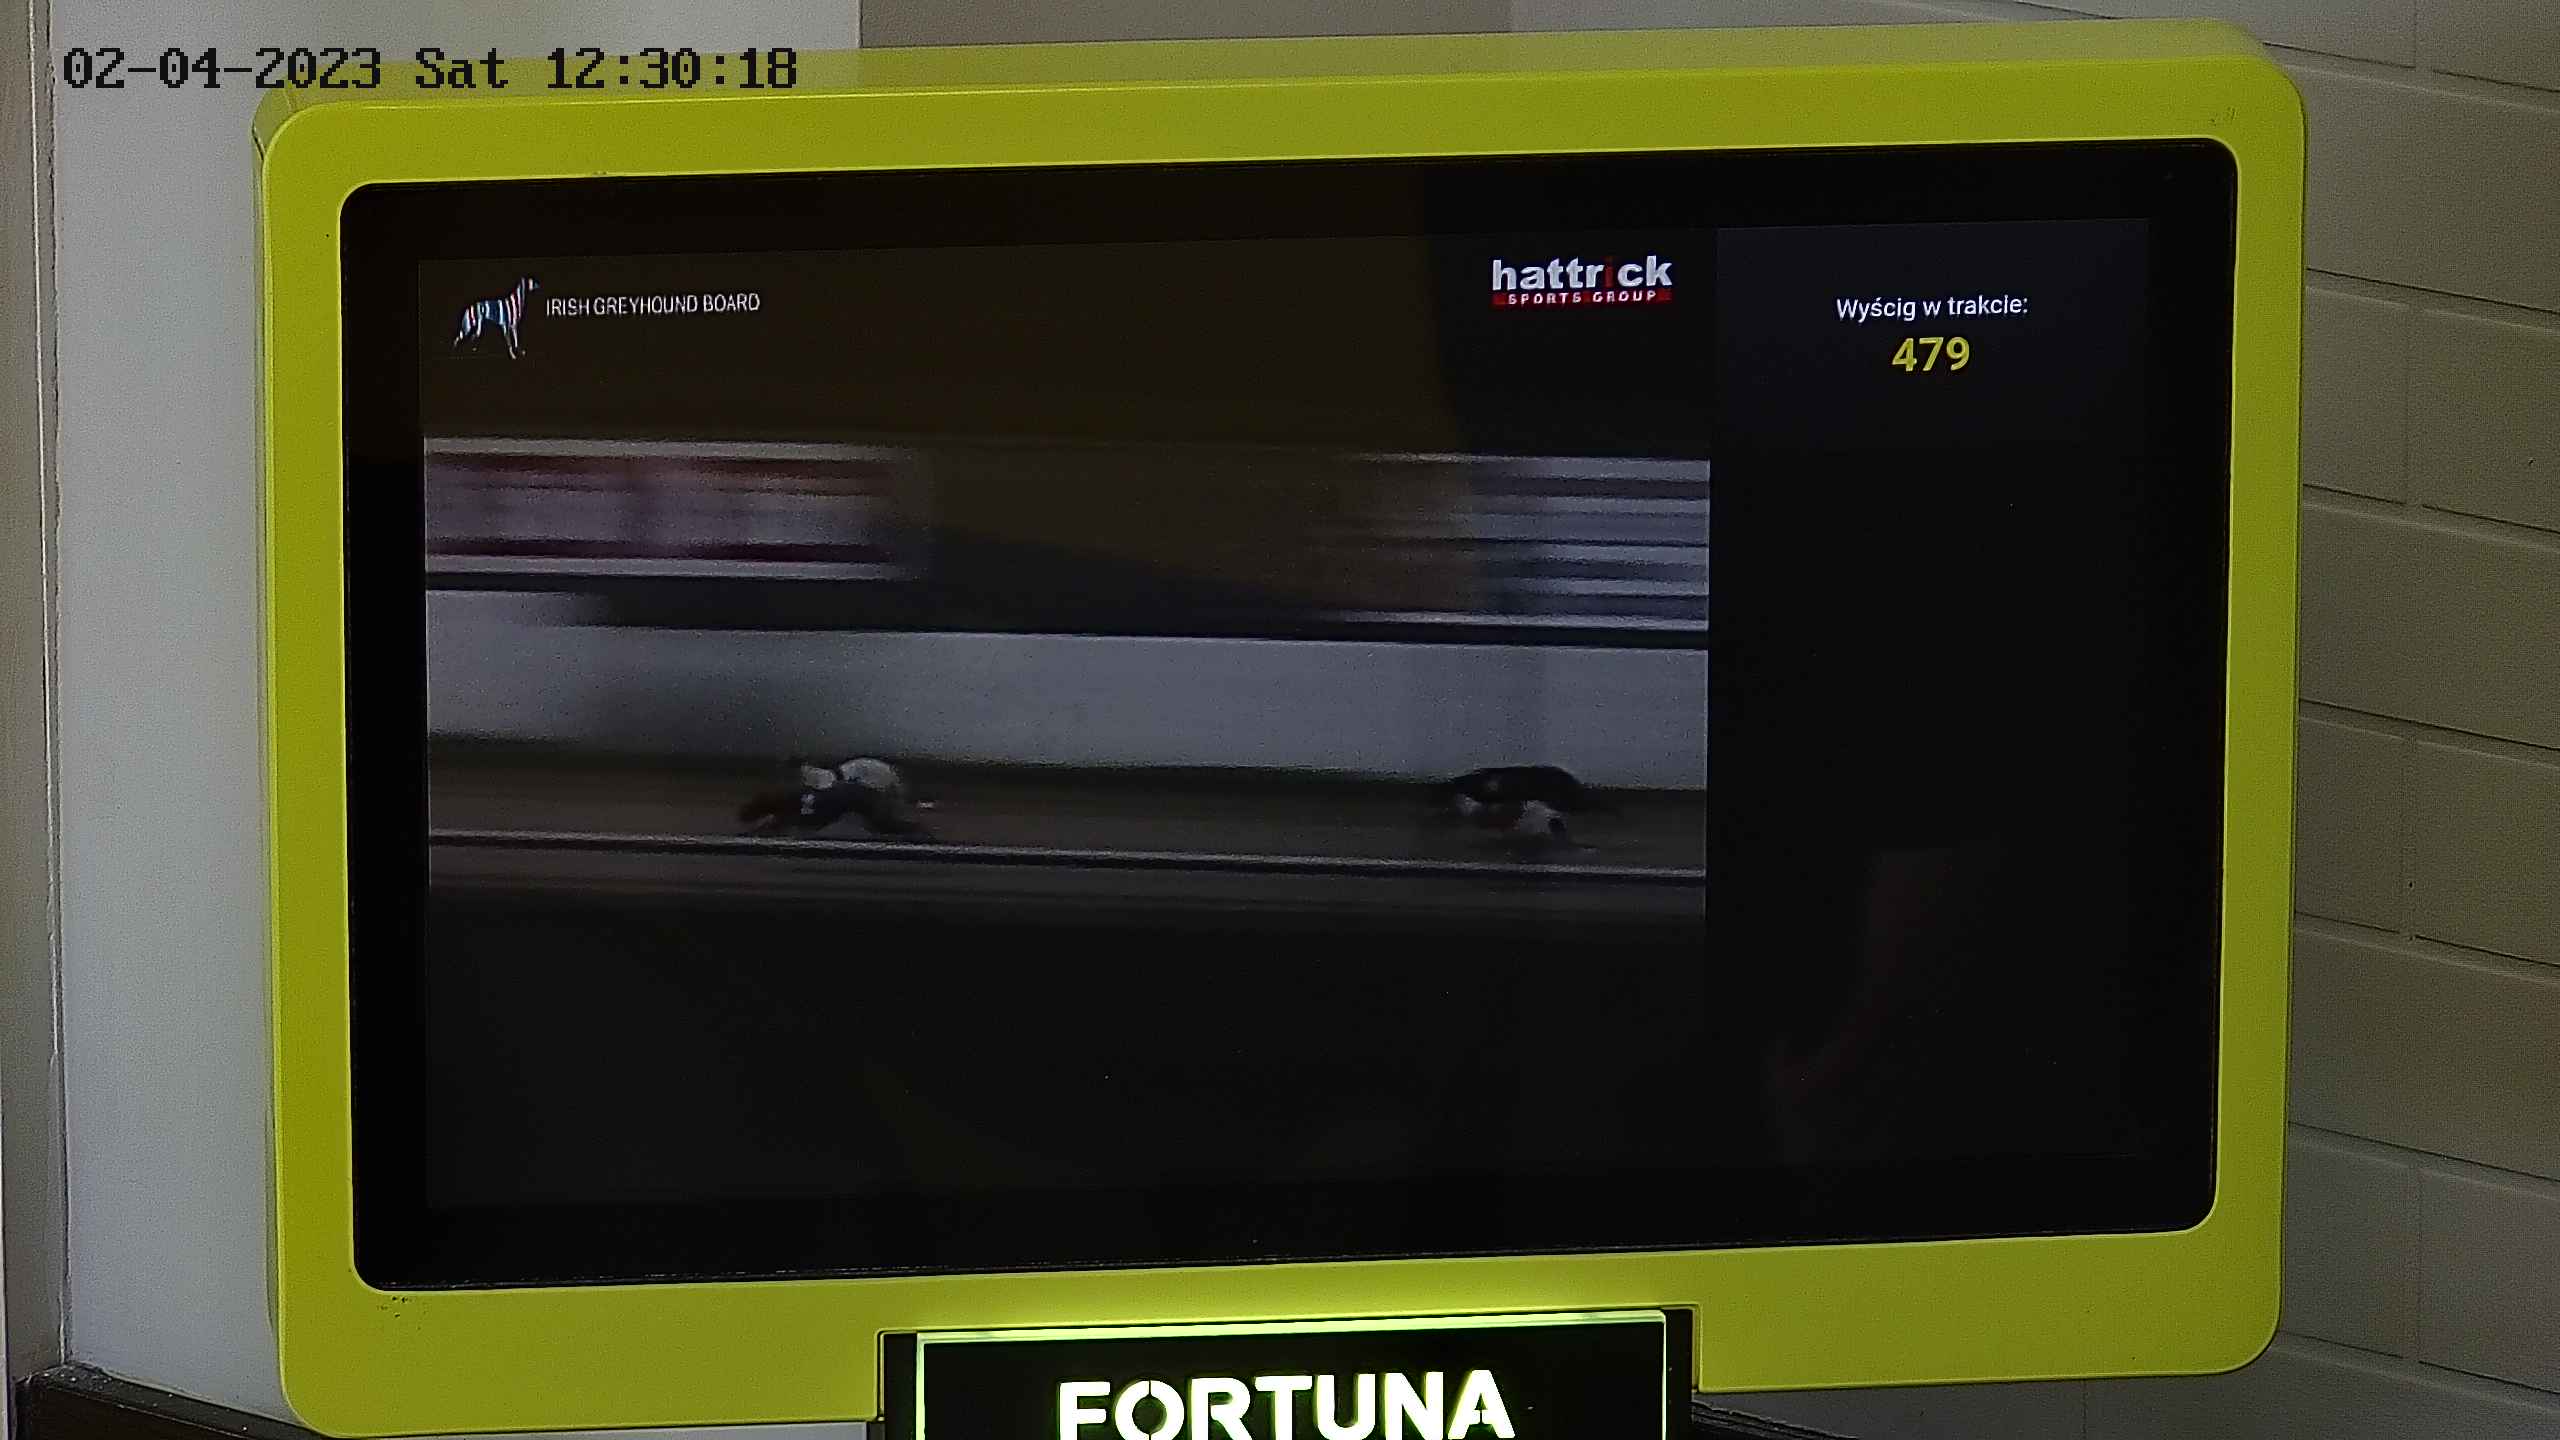 02-04-2023 Sat 12:30:18
IRISH GREYHOUND BOARD
hattrick
SPORTS GROUP
Wyścig w trakcie:
479
FORTUNA